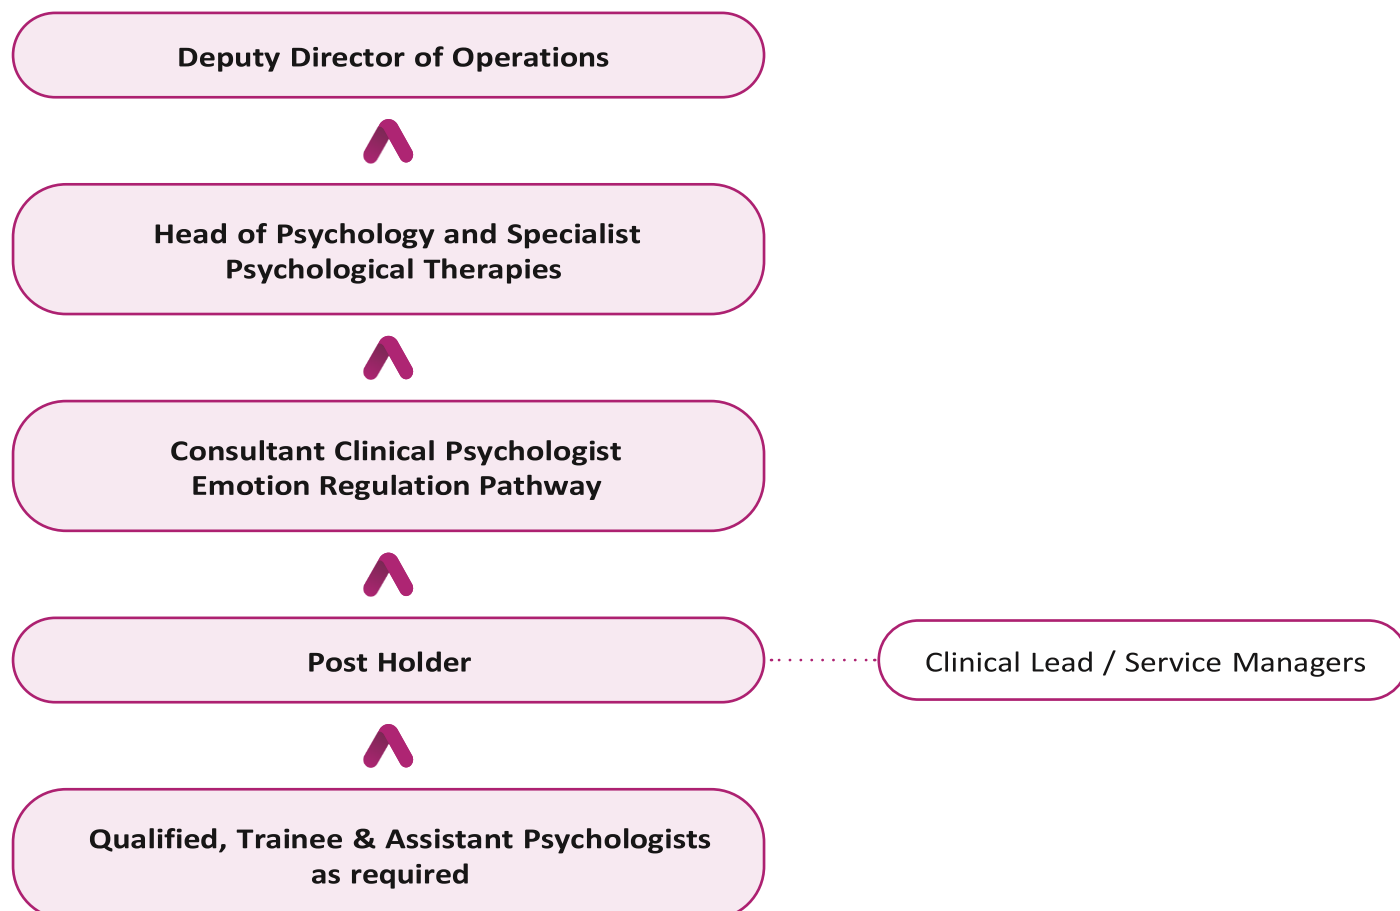 Deputy Director of Operations
Head of Psychology and Specialist
Psychological Therapies
Consultant Clinical Psychologist
Emotion Regulation Pathway
Post Holder
Clinical Lead / Service Managers
Qualified, Trainee & Assistant Psychologists
as required